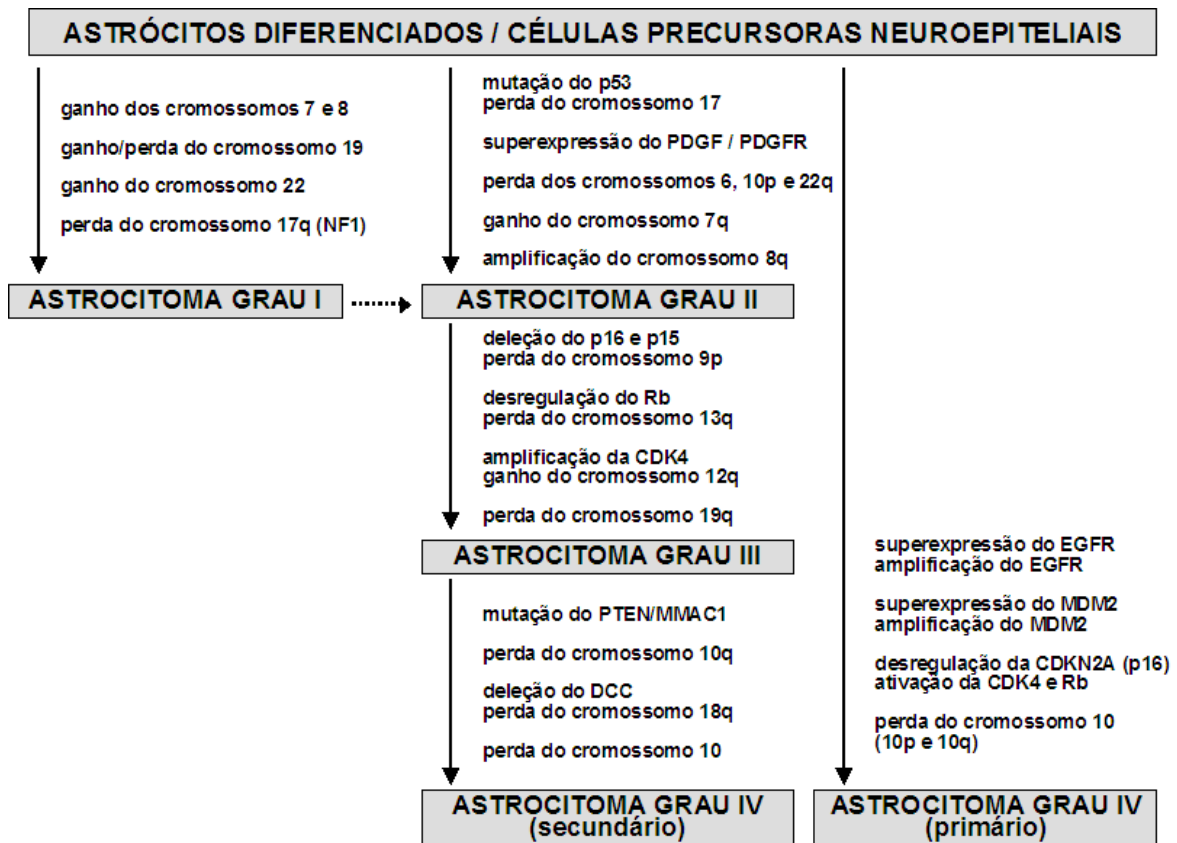 ASTRÓCITOS DIFERENCIADOS / CÉLULAS PRECURSORAS NEUROEPITELIAIS
ganho dos cromossomos 7 e 8
ganho/perda do cromossomo 19
ganho do cromossomo 22
perda do cromossomo 17q (NF1)
ASTROCITOMA GRAU I
mutação do p53
perda do cromossomo 17
superexpressão do PDGF / PDGFR
perda dos cromossomos 6, 10p e 22q
ganho do cromossomo 7q
amplificação do cromossomo 8q
ASTROCITOMA GRAU II
deleção do p16 e p15
perda do cromossomo 9p
desregulação do Rb
perda do cromossomo 13q
amplificação da CDK4
ganho do cromossomo 12q
perda do cromossomo 19q
ASTROCITOMA GRAU III
mutação do PTEN/MMAC1
perda do cromossomo 10q
deleção do DCC
perda do cromossomo 18q
perda do cromossomo 10
ASTROCITOMA GRAU IV
(secundário)
superexpressão do EGFR
amplificação do EGFR
superexpressão do MDM2
amplificação do MDM2
desregulação da CDKN2A (p16)
ativação da CDK4 e Rb
perda do cromossomo 10
(10p e 10q)
ASTROCITOMA GRAU IV
(primário)